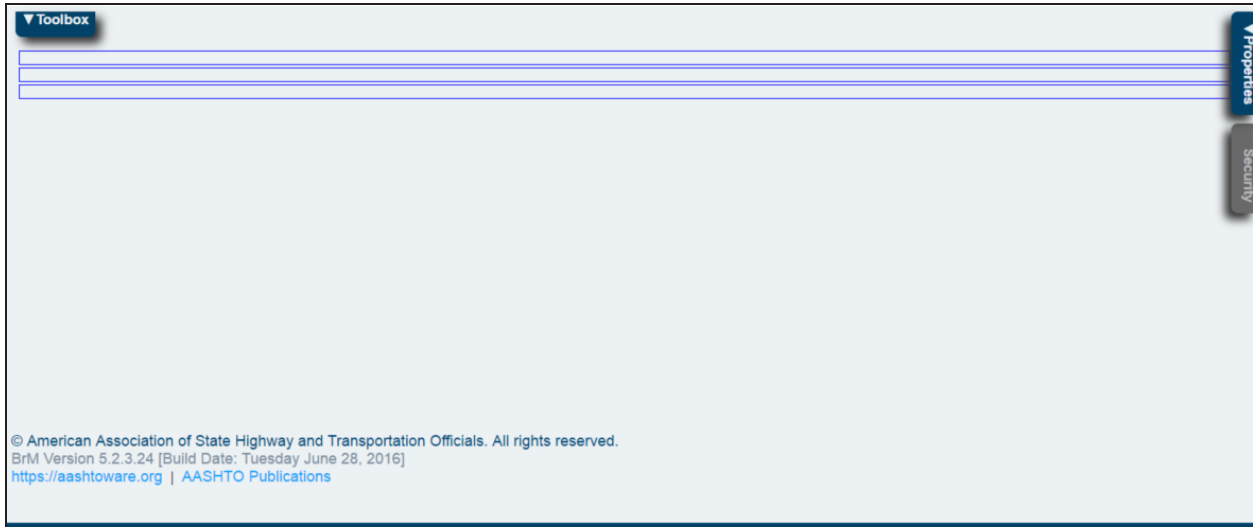 ▼Toolbox
▼Properties
Security
© American Association of State Highway and Transportation Officials. All rights reserved.
BrM Version 5.2.3.24 [Build Date: Tuesday June 28, 2016]
https://aashtoware.org | AASHTO Publications